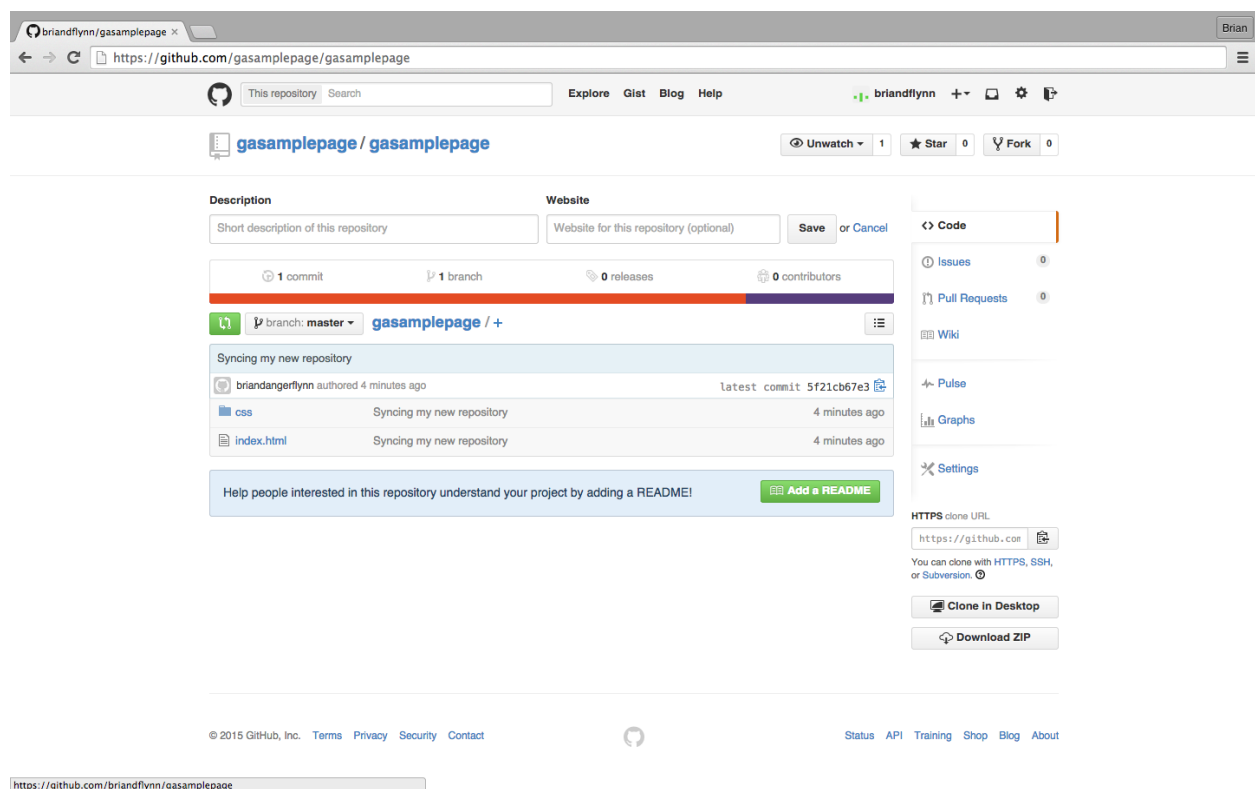 briandflynn/gasamplepage ×
Brian
https://github.com/gasamplepage/gasamplepage
This repository Search Explore Gist Blog Help briandflynn +
gasamplepage / gasamplepage Unwatch 1 Star 0 Fork 0
Description Website
Short description of this repository Website for this repository (optional) Save or Cancel
1 commit 1 branch 0 releases 0 contributors
branch: master gasamplepage / +
Syncing my new repository
briandangerflynn authored 4 minutes ago latest commit 5f21cb67e3
css Syncing my new repository 4 minutes ago
index.html Syncing my new repository 4 minutes ago
Help people interested in this repository understand your project by adding a README! Add a README
<> Code
Issues 0
Pull Requests 0
Wiki
Pulse
Graphs
Settings
HTTPS clone URL
https://github.com
You can clone with HTTPS, SSH,
or Subversion.
Clone in Desktop
Download ZIP
© 2015 GitHub, Inc. Terms Privacy Security Contact Status API Training Shop Blog About
https://github.com/briandflynn/gasamplepage